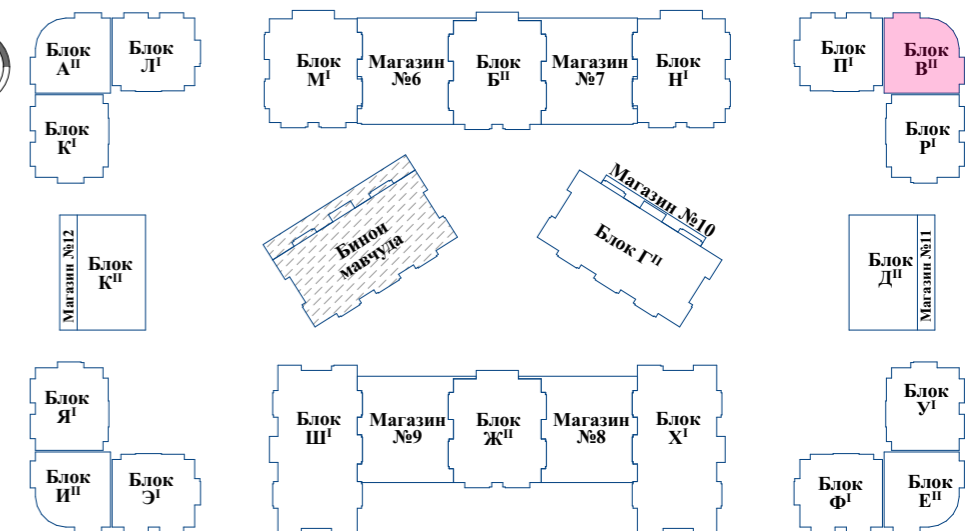 Блок
Aᴵᴵ
Блок
Лᴵ
Блок
Кᴵ
Блок
Мᴵ
Магазин
№6
Блок
Бᴵᴵ
Магазин
№7
Блок
Нᴵ
Блок
Пᴵ
Блок
Вᴵᴵ
Блок
Рᴵ
Магазин №12
Блок
Кᴵᴵ
Бинои
мавчуда
Магазин №10
Блок Гᴵᴵ
Блок
Дᴵᴵ
Магазин №11
Блок
Яᴵ
Блок
Иᴵᴵ
Блок
Эᴵ
Блок
Шᴵ
Магазин
№9
Блок
Жᴵᴵ
Магазин
№8
Блок
Хᴵ
Блок
Уᴵ
Блок
Фᴵ
Блок
Еᴵᴵ